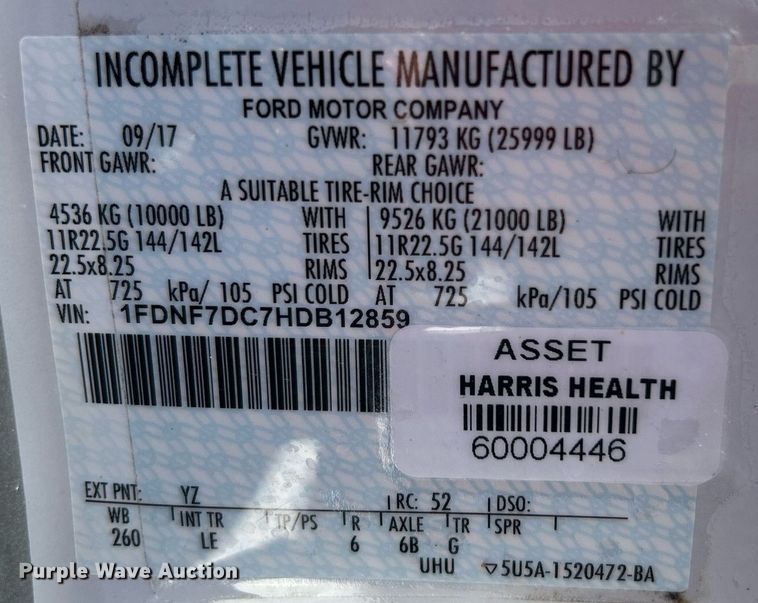 INCOMPLETE VEHICLE MANUFACTURED BY
FORD MOTOR COMPANY
DATE: 09/17 GVWR: 11793 KG (25999 LB)
FRONT GAWR: REAR GAWR:
A SUITABLE TIRE-RIM CHOICE
4536 KG (10000 LB) WITH 9526 KG (21000 LB) WITH
11R22.5G 144/142L TIRES 11R22.5G 144/142L TIRES
22.5x8.25 RIMS 22.5x8.25 RIMS
AT 725 kPa/ 105 PSI COLD AT 725 kPa/105 PSI COLD
VIN: 1FDNF7DC7HDB12859
ASSET
HARRIS HEALTH
60004446
EXT PNT: YZ RC: 52 DSO:
WB INT TR TP/PS R AXLE TR SPR
260 LE 6 6B G
UHU 5U5A-1520472-BA
Purple Wave Auction